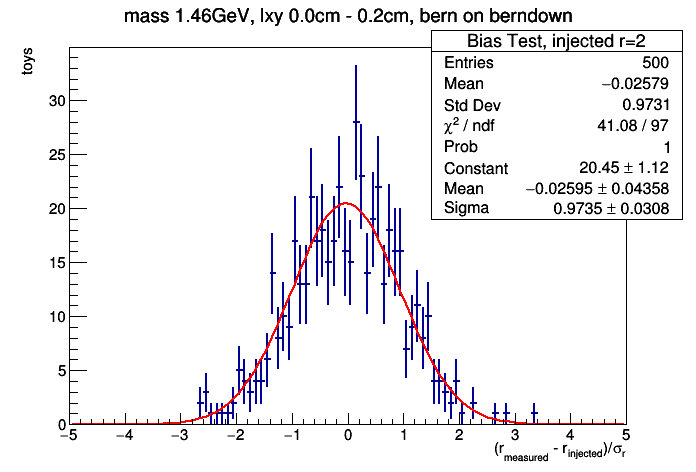 mass 1.46GeV, lxy 0.0cm - 0.2cm, bern on berndown
toys
Bias Test, injected r=2
Entries 500
Mean −0.02579
Std Dev 0.9731
χ² / ndf 41.08 / 97
Prob 1
Constant 20.45 ± 1.12
Mean −0.02595 ± 0.04358
Sigma 0.9735 ± 0.0308
30
25
20
15
10
5
0
−5 −4 −3 −2 −1 0 1 2 3 4 5
(r_measured - r_injected)/σ_r